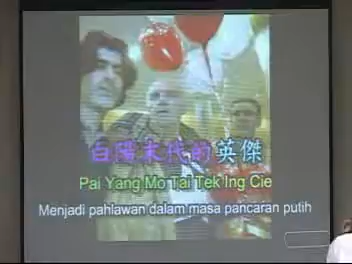 白陽末代的英傑
Pai Yang Mo Tai Tek Ing Cie
Menjadi pahlawan dalam masa pancaran putih